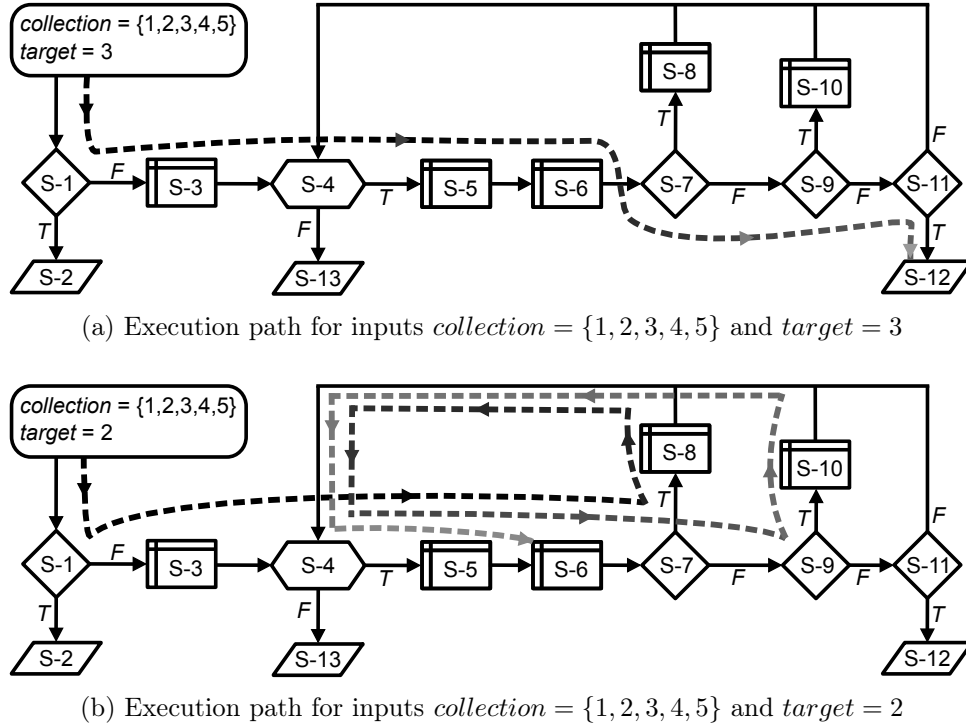 collection = {1,2,3,4,5}
target = 3
S-8
S-10
T
T
F
S-1
F
S-3
S-4
T
S-5
S-6
S-7
F
S-9
F
S-11
T
F
T
S-2
S-13
S-12
(a) Execution path for inputs collection = {1, 2, 3, 4, 5} and target = 3
collection = {1,2,3,4,5}
target = 2
S-8
S-10
T
T
F
S-1
F
S-3
S-4
T
S-5
S-6
S-7
F
S-9
F
S-11
T
F
T
S-2
S-13
S-12
(b) Execution path for inputs collection = {1, 2, 3, 4, 5} and target = 2